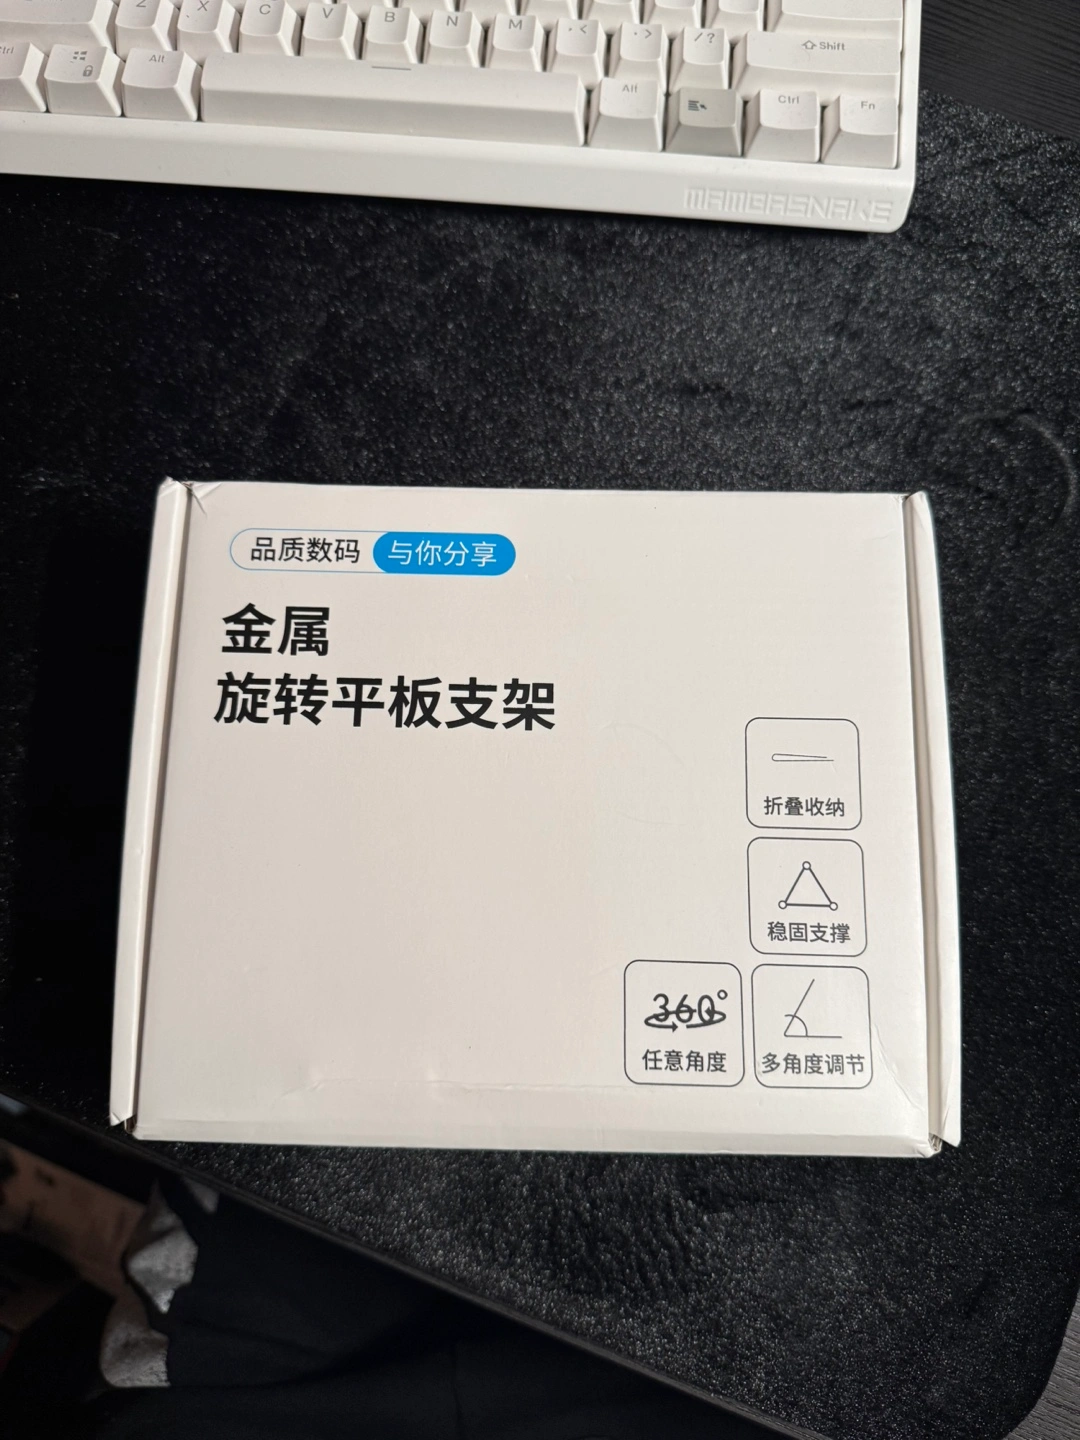 Z X C V B N M , < . > / ? ⇧ Shift
Ctrl Alt Alt Ctrl Fn
MAMBASNAKE
品质数码 与你分享
金属
旋转平板支架
折叠收纳
稳固支撑
360°
任意角度
多角度调节